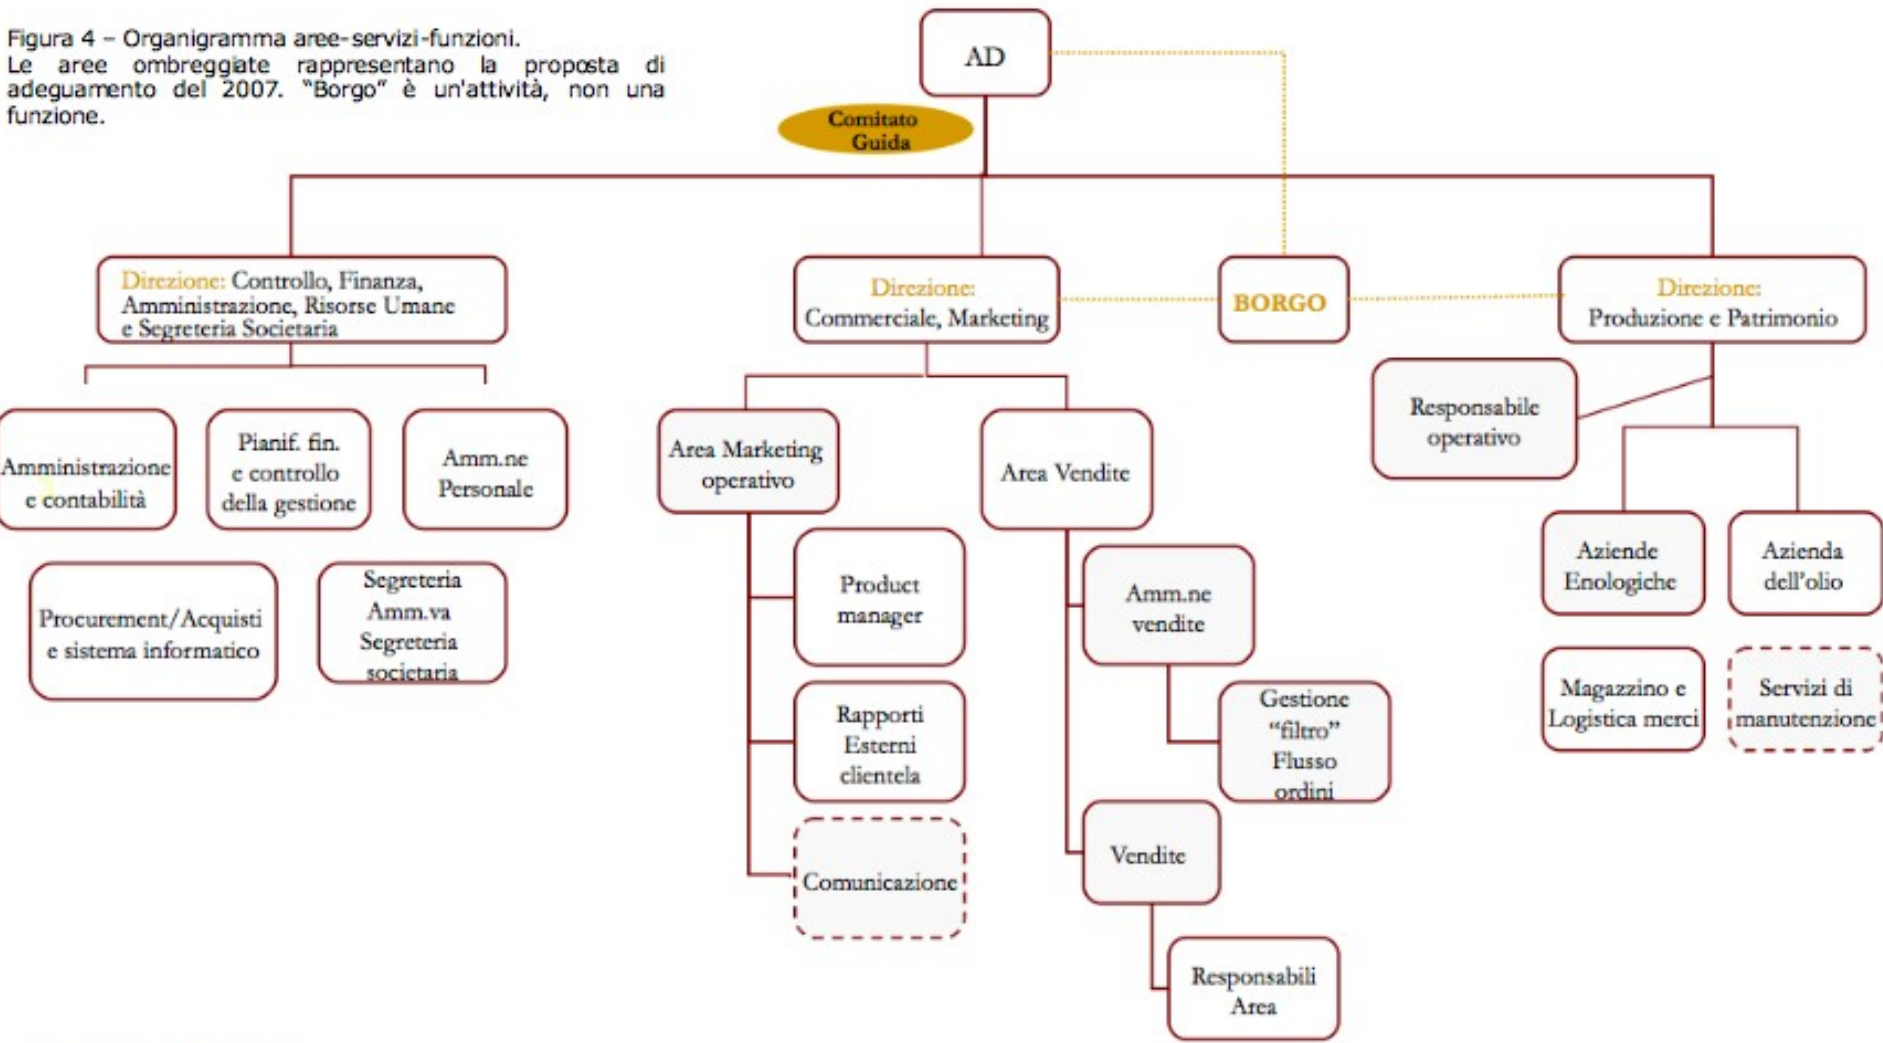 Figura 4 – Organigramma aree-servizi-funzioni.
Le aree ombreggiate rappresentano la proposta di
adeguamento del 2007. "Borgo" è un'attività, non una
funzione.
AD
Comitato
Guida
Direzione: Controllo, Finanza,
Amministrazione, Risorse Umane
e Segreteria Societaria
Direzione:
Commerciale, Marketing
BORGO
Direzione:
Produzione e Patrimonio
Amministrazione
e contabilità
Pianif. fin.
e controllo
della gestione
Amm.ne
Personale
Procurement/Acquisti
e sistema informatico
Segreteria
Amm.va
Segreteria
societaria
Area Marketing
operativo
Product
manager
Rapporti
Esterni
clientela
Comunicazione
Area Vendite
Amm.ne
vendite
Gestione
“filtro”
Flusso
ordini
Vendite
Responsabili
Area
Responsabile
operativo
Aziende
Enologiche
Azienda
dell’olio
Magazzino e
Logistica merci
Servizi di
manutenzione